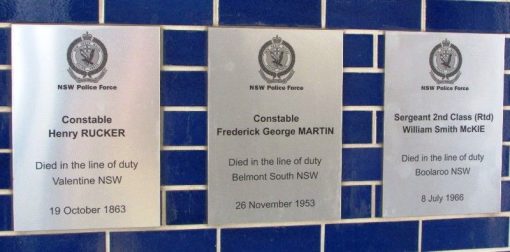 NSW Police Force
Constable
Henry RUCKER
Died in the line of duty
Valentine NSW
19 October 1863
NSW Police Force
Constable
Frederick George MARTIN
Died in the line of duty
Belmont South NSW
26 November 1953
NSW Police Force
Sergeant 2nd Class (Rtd)
William Smith McKIE
Died in the line of duty
Boolaroo NSW
8 July 1966